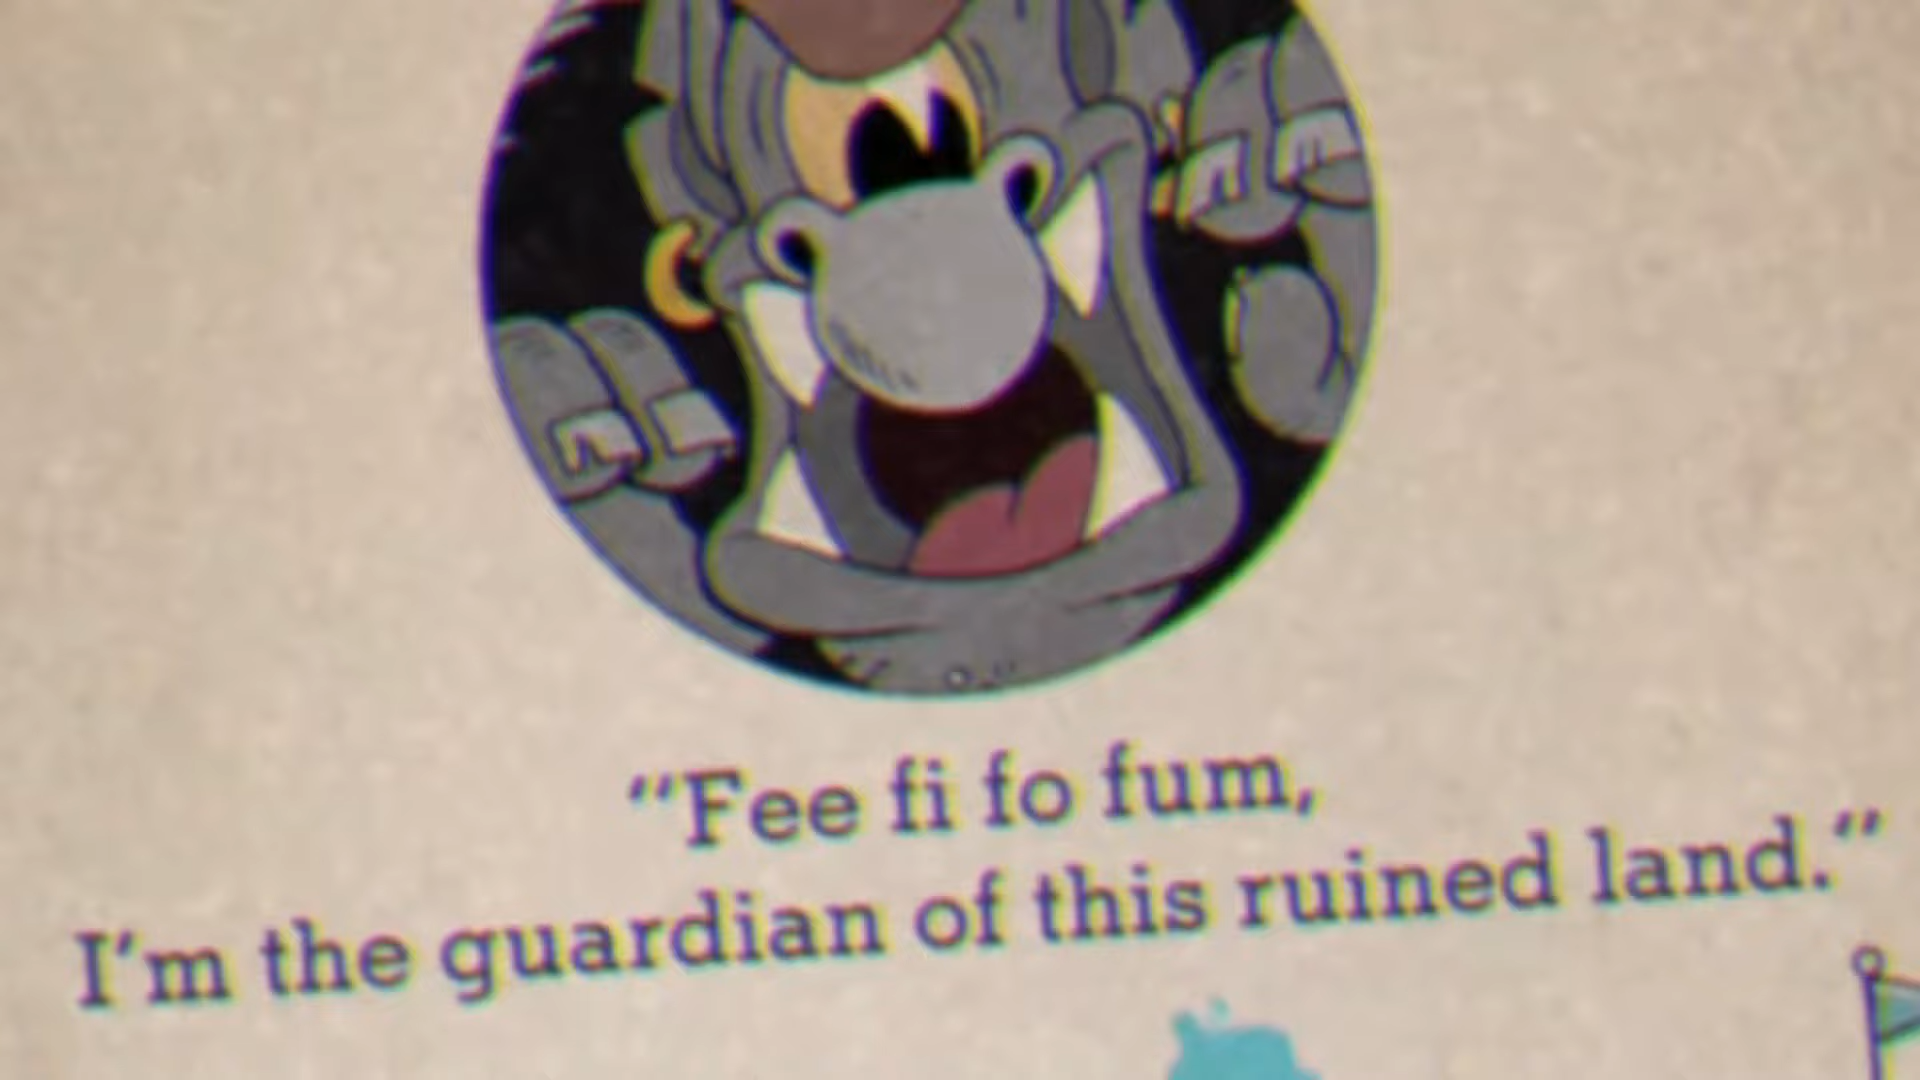 “Fee fi fo fum,
I’m the guardian of this ruined land.“